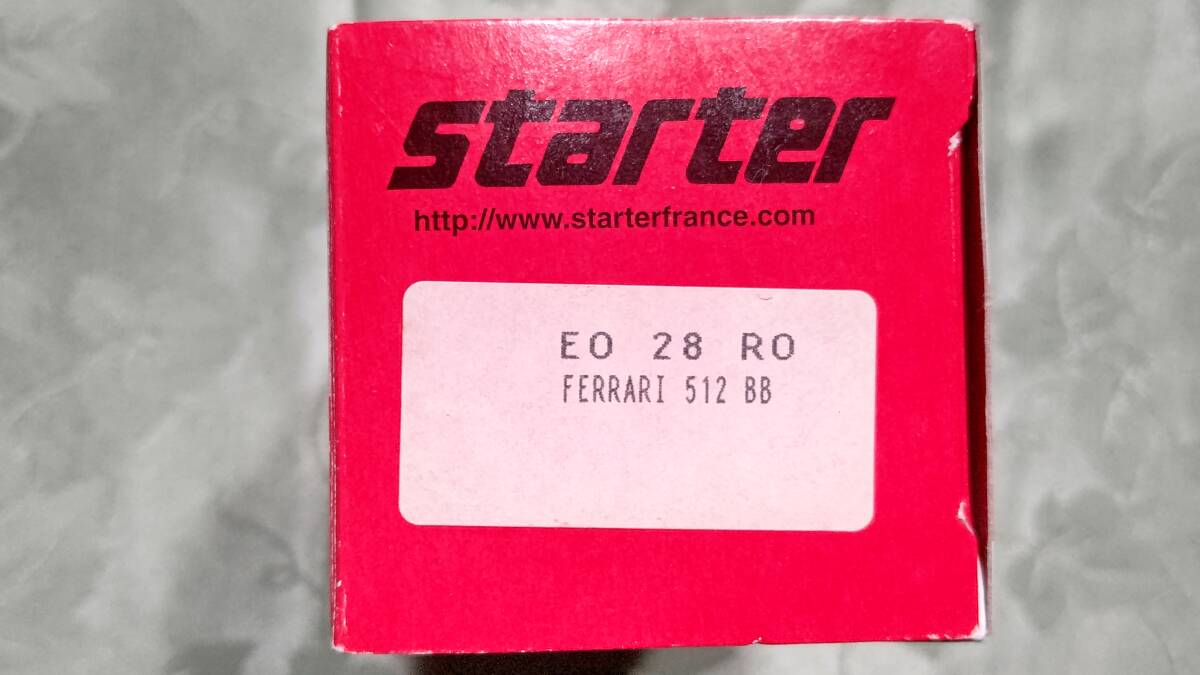 starter
http://www.starterfrance.com
EO 28 RO
FERRARI 512 BB